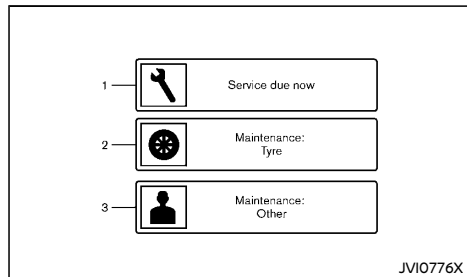 1
Service due now
2
Maintenance:
Tyre
3
Maintenance:
Other
JVI0776X